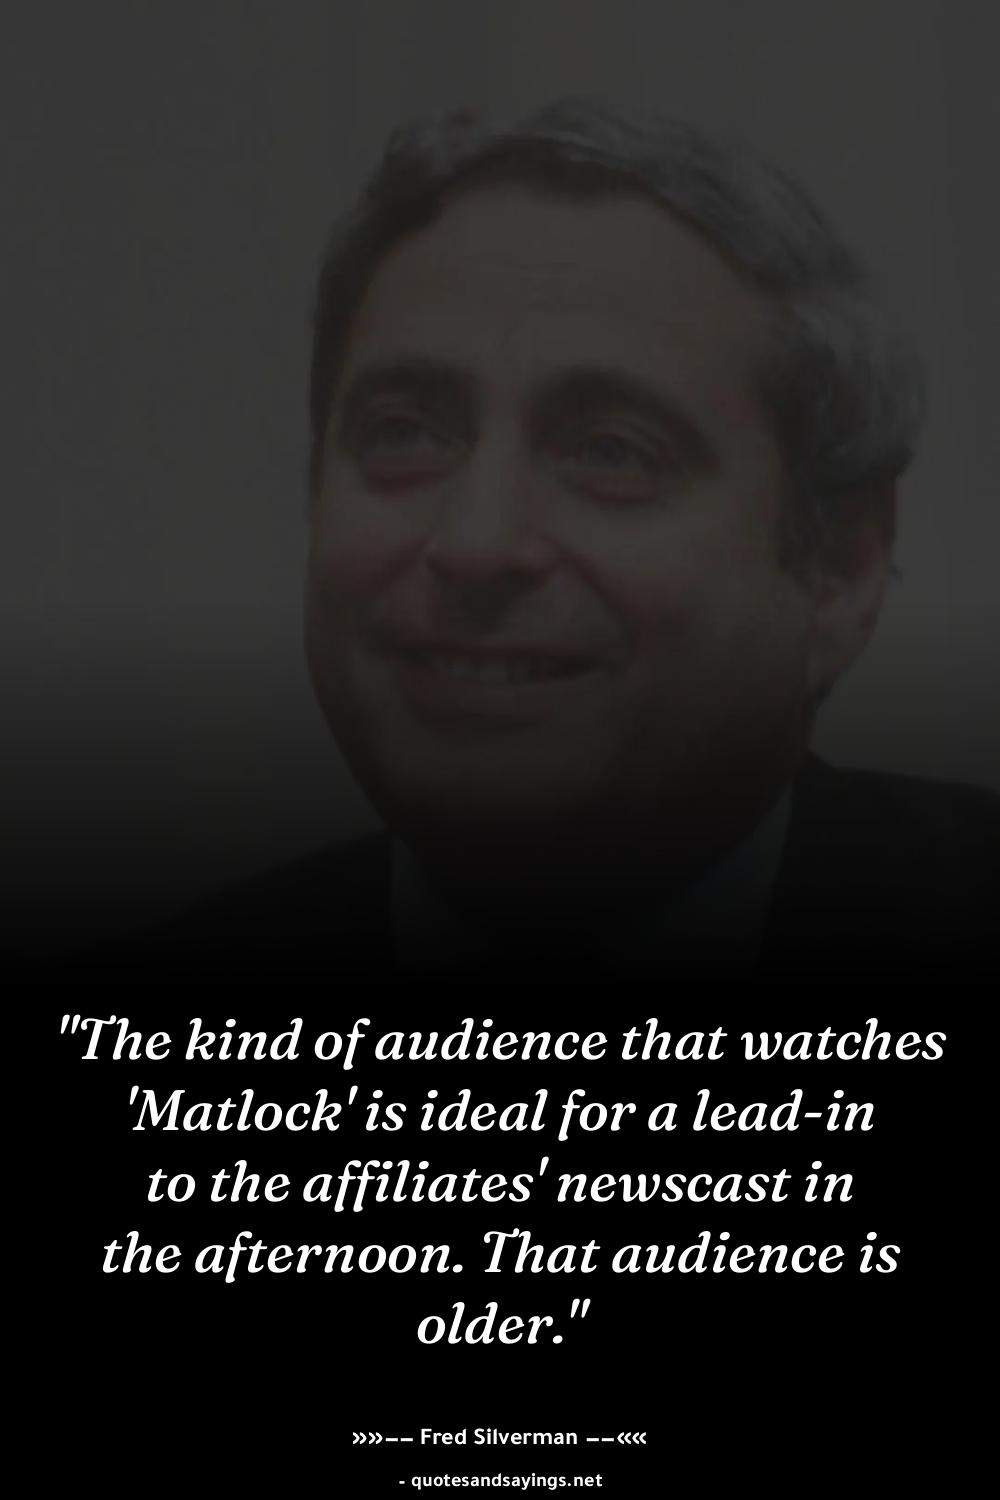 "The kind of audience that watches
'Matlock' is ideal for a lead-in
to the affiliates' newscast in
the afternoon. That audience is
older."
»»−− Fred Silverman −−««
- quotesandsayings.net